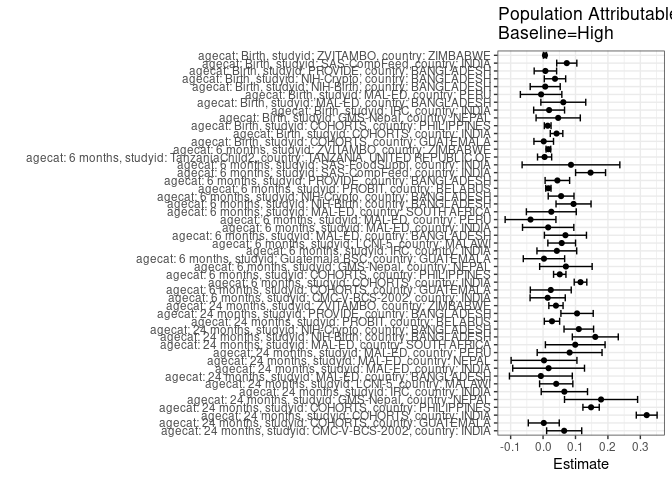 Population Attributable
Baseline=High
agecat: Birth, studyid: ZVITAMBO, country: ZIMBABWE
agecat: Birth, studyid: SAS-CompFeed, country: INDIA
agecat: Birth, studyid: PROVIDE, country: BANGLADESH
agecat: Birth, studyid: NIH-Crypto, country: BANGLADESH
agecat: Birth, studyid: NIH-Birth, country: BANGLADESH
agecat: Birth, studyid: MAL-ED, country: PERU
agecat: Birth, studyid: MAL-ED, country: BANGLADESH
agecat: Birth, studyid: IRC, country: INDIA
agecat: Birth, studyid: GMS-Nepal, country: NEPAL
agecat: Birth, studyid: COHORTS, country: PHILIPPINES
agecat: Birth, studyid: COHORTS, country: INDIA
agecat: Birth, studyid: COHORTS, country: GUATEMALA
agecat: 6 months, studyid: ZVITAMBO, country: ZIMBABWE
agecat: 6 months, studyid: TanzaniaChild2, country: TANZANIA, UNITED REPUBLIC OF
agecat: 6 months, studyid: SAS-FoodSuppl, country: INDIA
agecat: 6 months, studyid: SAS-CompFeed, country: INDIA
agecat: 6 months, studyid: PROVIDE, country: BANGLADESH
agecat: 6 months, studyid: PROBIT, country: BELARUS
agecat: 6 months, studyid: NIH-Crypto, country: BANGLADESH
agecat: 6 months, studyid: NIH-Birth, country: BANGLADESH
agecat: 6 months, studyid: MAL-ED, country: SOUTH AFRICA
agecat: 6 months, studyid: MAL-ED, country: PERU
agecat: 6 months, studyid: MAL-ED, country: INDIA
agecat: 6 months, studyid: MAL-ED, country: BANGLADESH
agecat: 6 months, studyid: LCNI-5, country: MALAWI
agecat: 6 months, studyid: IRC, country: INDIA
agecat: 6 months, studyid: Guatemala BSC, country: GUATEMALA
agecat: 6 months, studyid: GMS-Nepal, country: NEPAL
agecat: 6 months, studyid: COHORTS, country: PHILIPPINES
agecat: 6 months, studyid: COHORTS, country: INDIA
agecat: 6 months, studyid: COHORTS, country: GUATEMALA
agecat: 6 months, studyid: CMC-V-BCS-2002, country: INDIA
agecat: 24 months, studyid: ZVITAMBO, country: ZIMBABWE
agecat: 24 months, studyid: PROVIDE, country: BANGLADESH
agecat: 24 months, studyid: PROBIT, country: BELARUS
agecat: 24 months, studyid: NIH-Crypto, country: BANGLADESH
agecat: 24 months, studyid: NIH-Birth, country: BANGLADESH
agecat: 24 months, studyid: MAL-ED, country: SOUTH AFRICA
agecat: 24 months, studyid: MAL-ED, country: PERU
agecat: 24 months, studyid: MAL-ED, country: NEPAL
agecat: 24 months, studyid: MAL-ED, country: INDIA
agecat: 24 months, studyid: MAL-ED, country: BANGLADESH
agecat: 24 months, studyid: LCNI-5, country: MALAWI
agecat: 24 months, studyid: IRC, country: INDIA
agecat: 24 months, studyid: GMS-Nepal, country: NEPAL
agecat: 24 months, studyid: COHORTS, country: PHILIPPINES
agecat: 24 months, studyid: COHORTS, country: INDIA
agecat: 24 months, studyid: COHORTS, country: GUATEMALA
agecat: 24 months, studyid: CMC-V-BCS-2002, country: INDIA
-0.1 0.0 0.1 0.2 0.3
Estimate